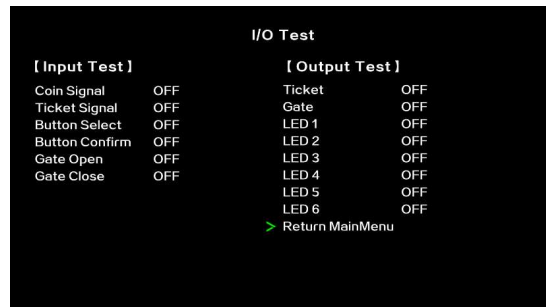 I/O Test
【Input Test】
Coin Signal OFF
Ticket Signal OFF
Button Select OFF
Button Confirm OFF
Gate Open OFF
Gate Close OFF
【Output Test】
Ticket OFF
Gate OFF
LED 1 OFF
LED 2 OFF
LED 3 OFF
LED 4 OFF
LED 5 OFF
LED 6 OFF
> Return MainMenu